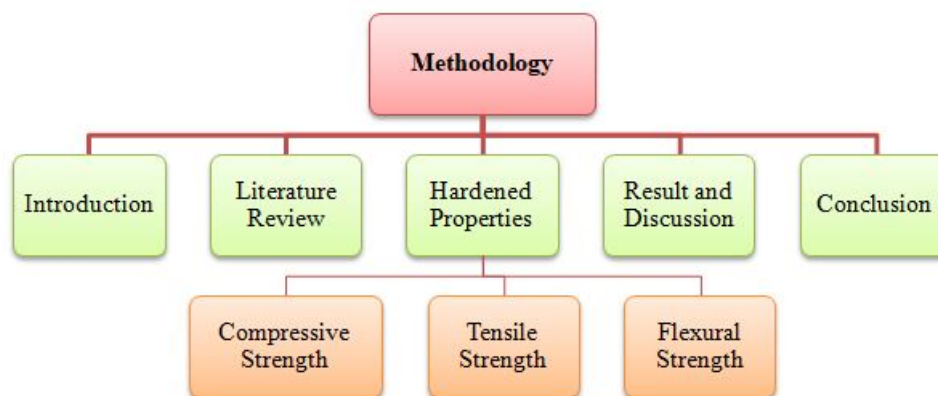 Methodology
Introduction
Literature
Review
Hardened
Properties
Result and
Discussion
Conclusion
Compressive
Strength
Tensile
Strength
Flexural
Strength